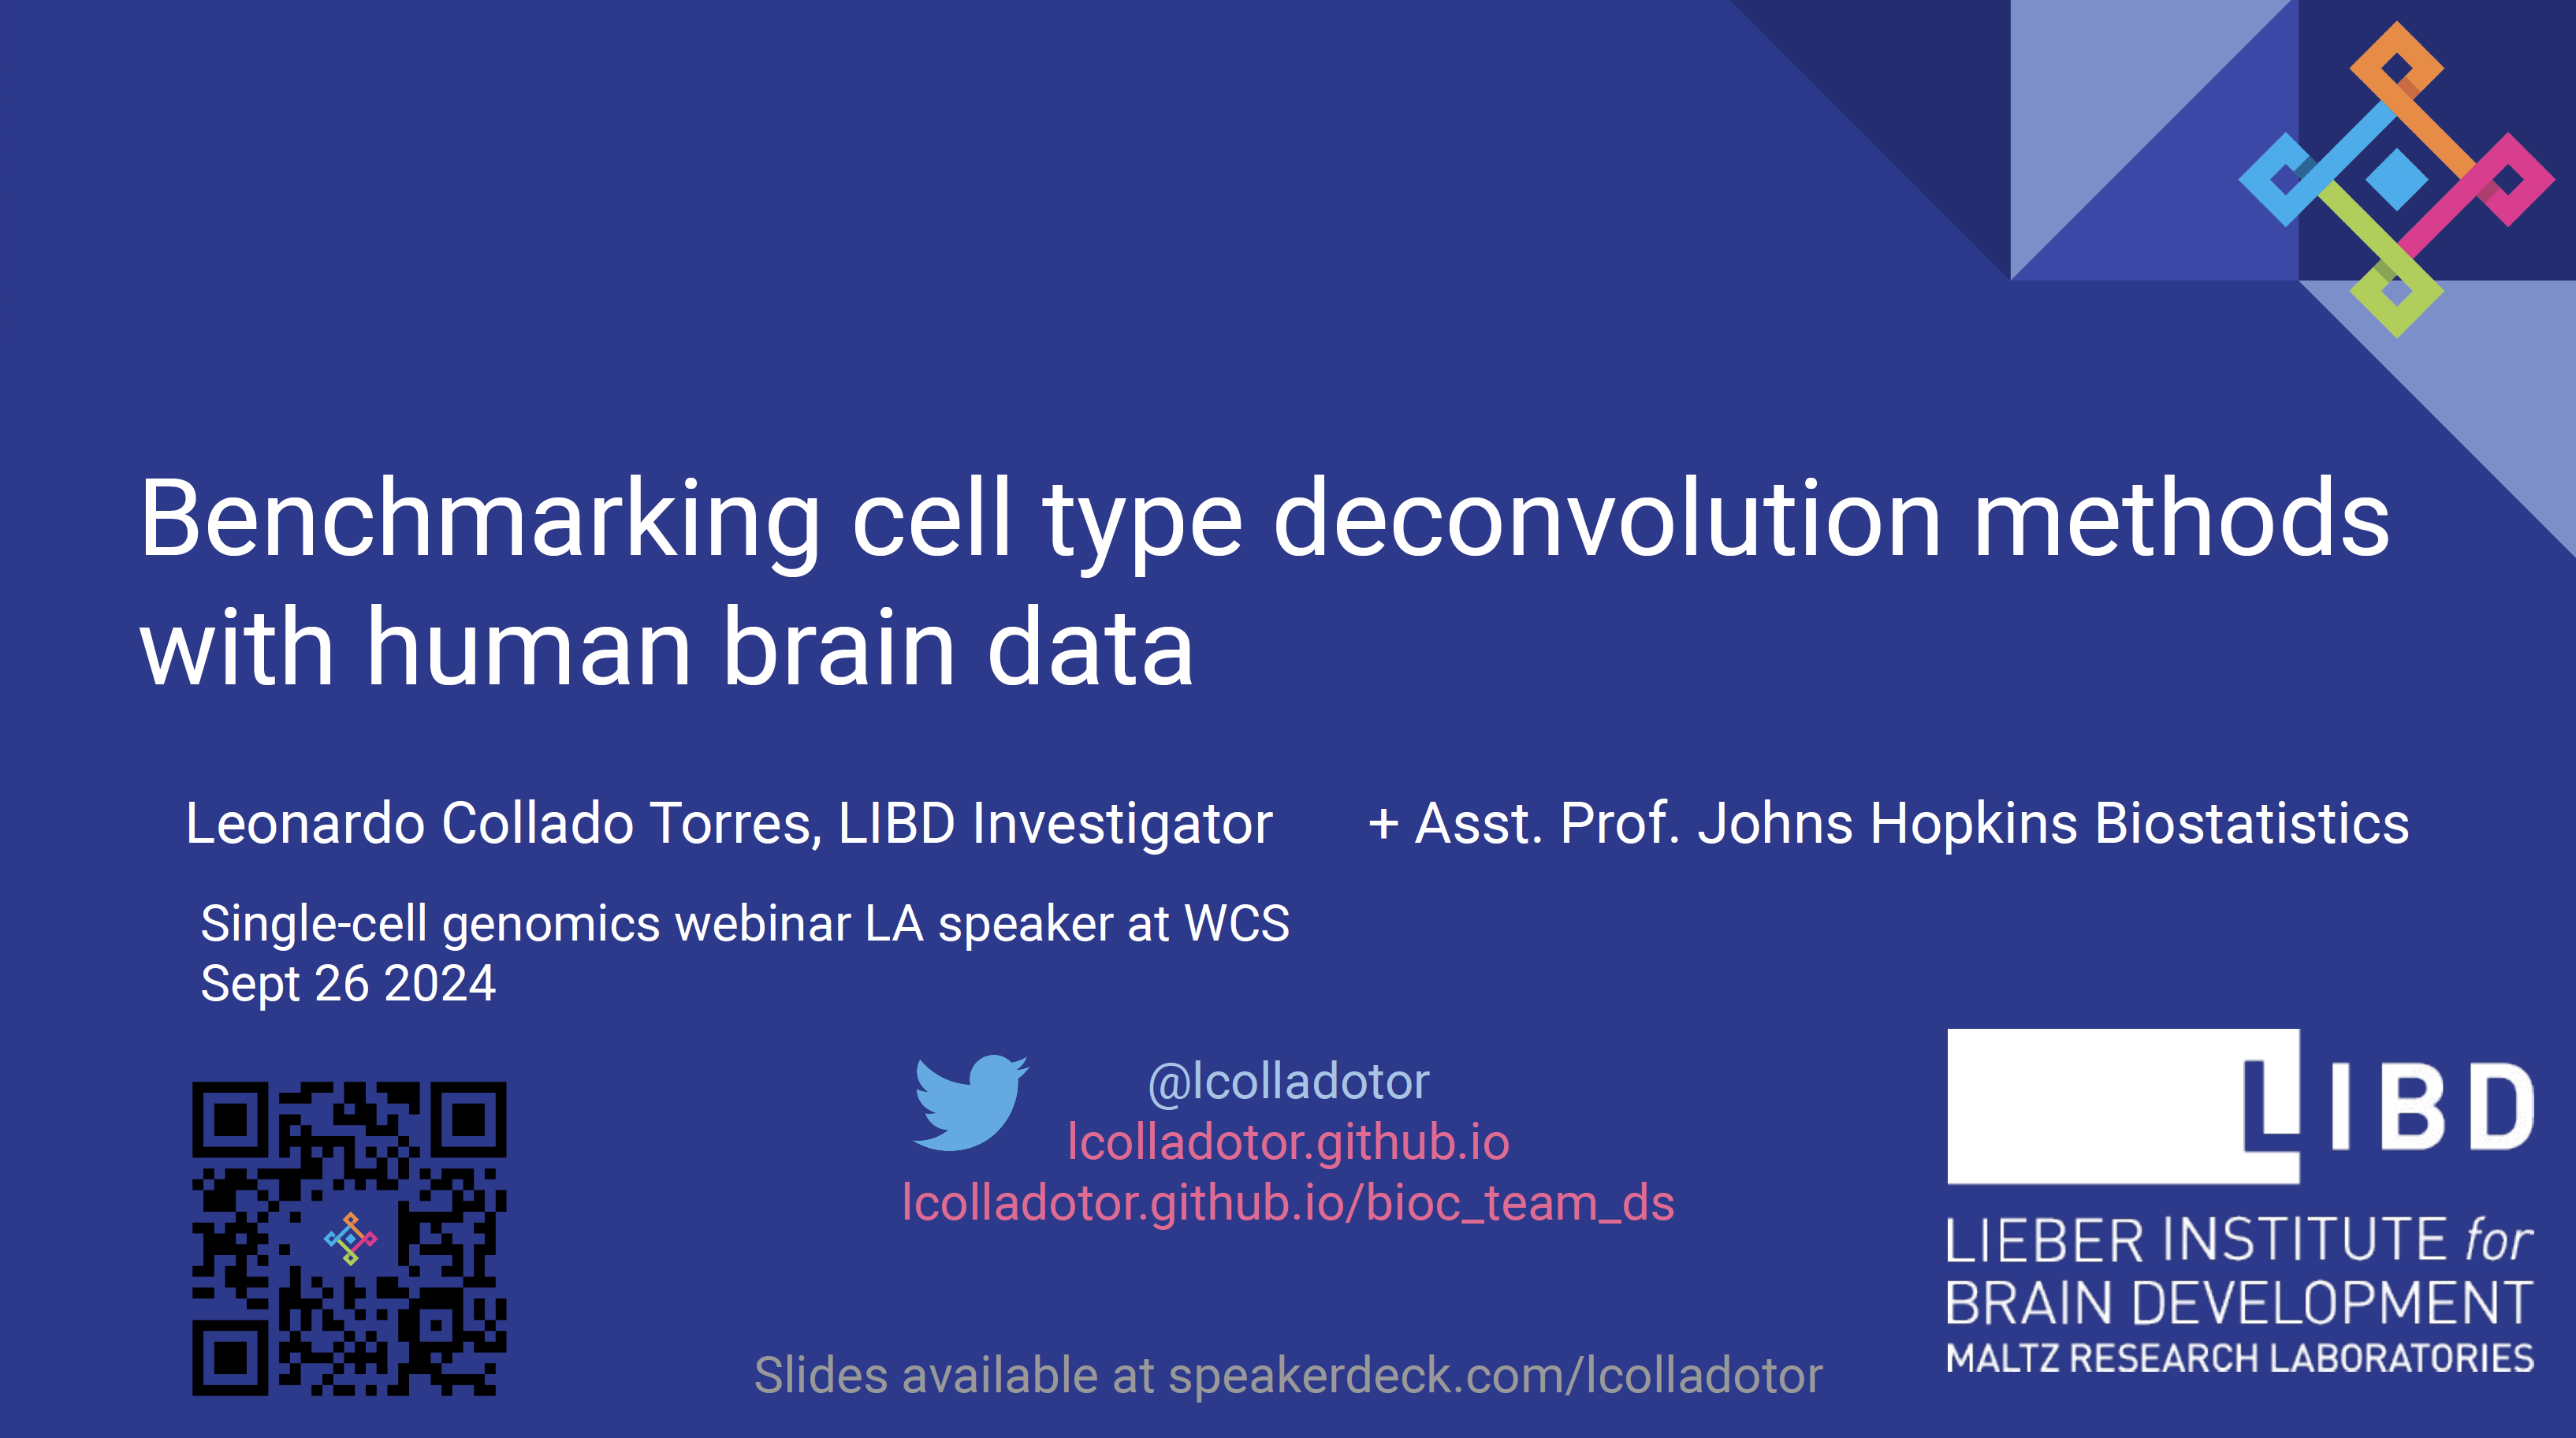 Benchmarking cell type deconvolution methods
with human brain data
Leonardo Collado Torres, LIBD Investigator + Asst. Prof. Johns Hopkins Biostatistics
Single-cell genomics webinar LA speaker at WCS
Sept 26 2024
@lcolladotor
lcolladotor.github.io
lcolladotor.github.io/bioc_team_ds
Slides available at speakerdeck.com/lcolladotor
LIBD
LIEBER INSTITUTE for
BRAIN DEVELOPMENT
MALTZ RESEARCH LABORATORIES